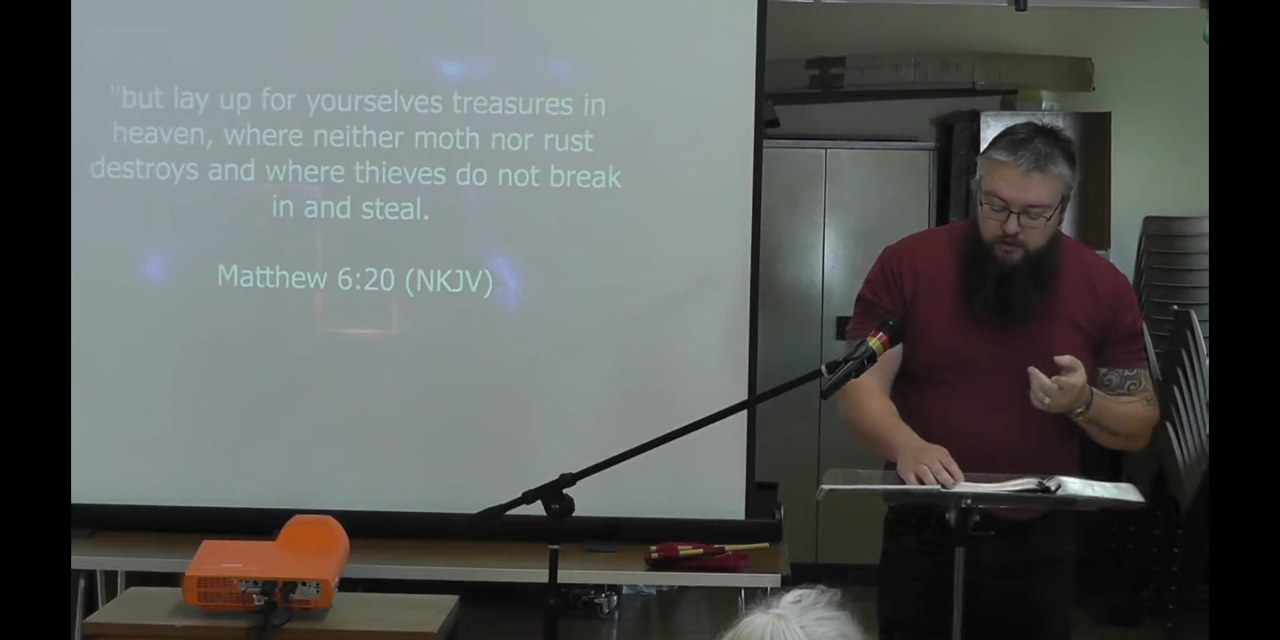 "but lay up for yourselves treasures in
heaven, where neither moth nor rust
destroys and where thieves do not break
in and steal.
Matthew 6:20 (NKJV)